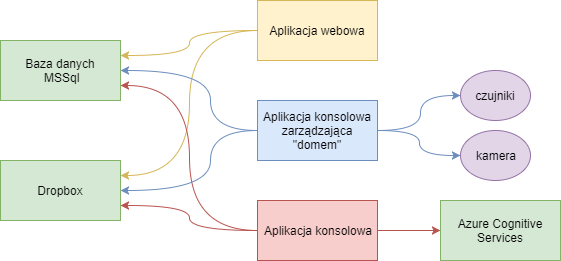 Aplikacja webowa
Baza danych
MSSql
Aplikacja konsolowa
zarządzająca
"domem"
czujniki
kamera
Dropbox
Aplikacja konsolowa
Azure Cognitive
Services